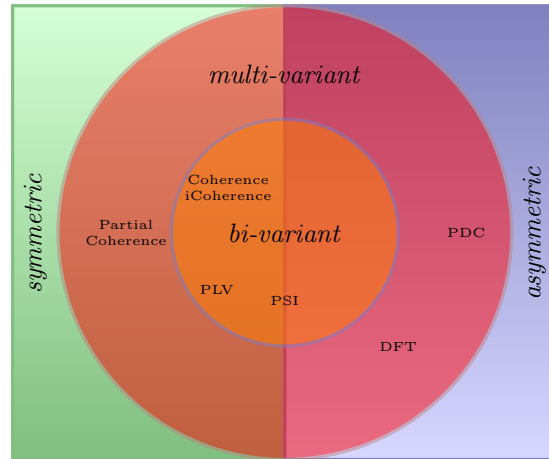 multi-variant
Coherence
iCoherence
symmetric
Partial
Coherence
bi-variant
PDC
asymmetric
PLV
PSI
DFT